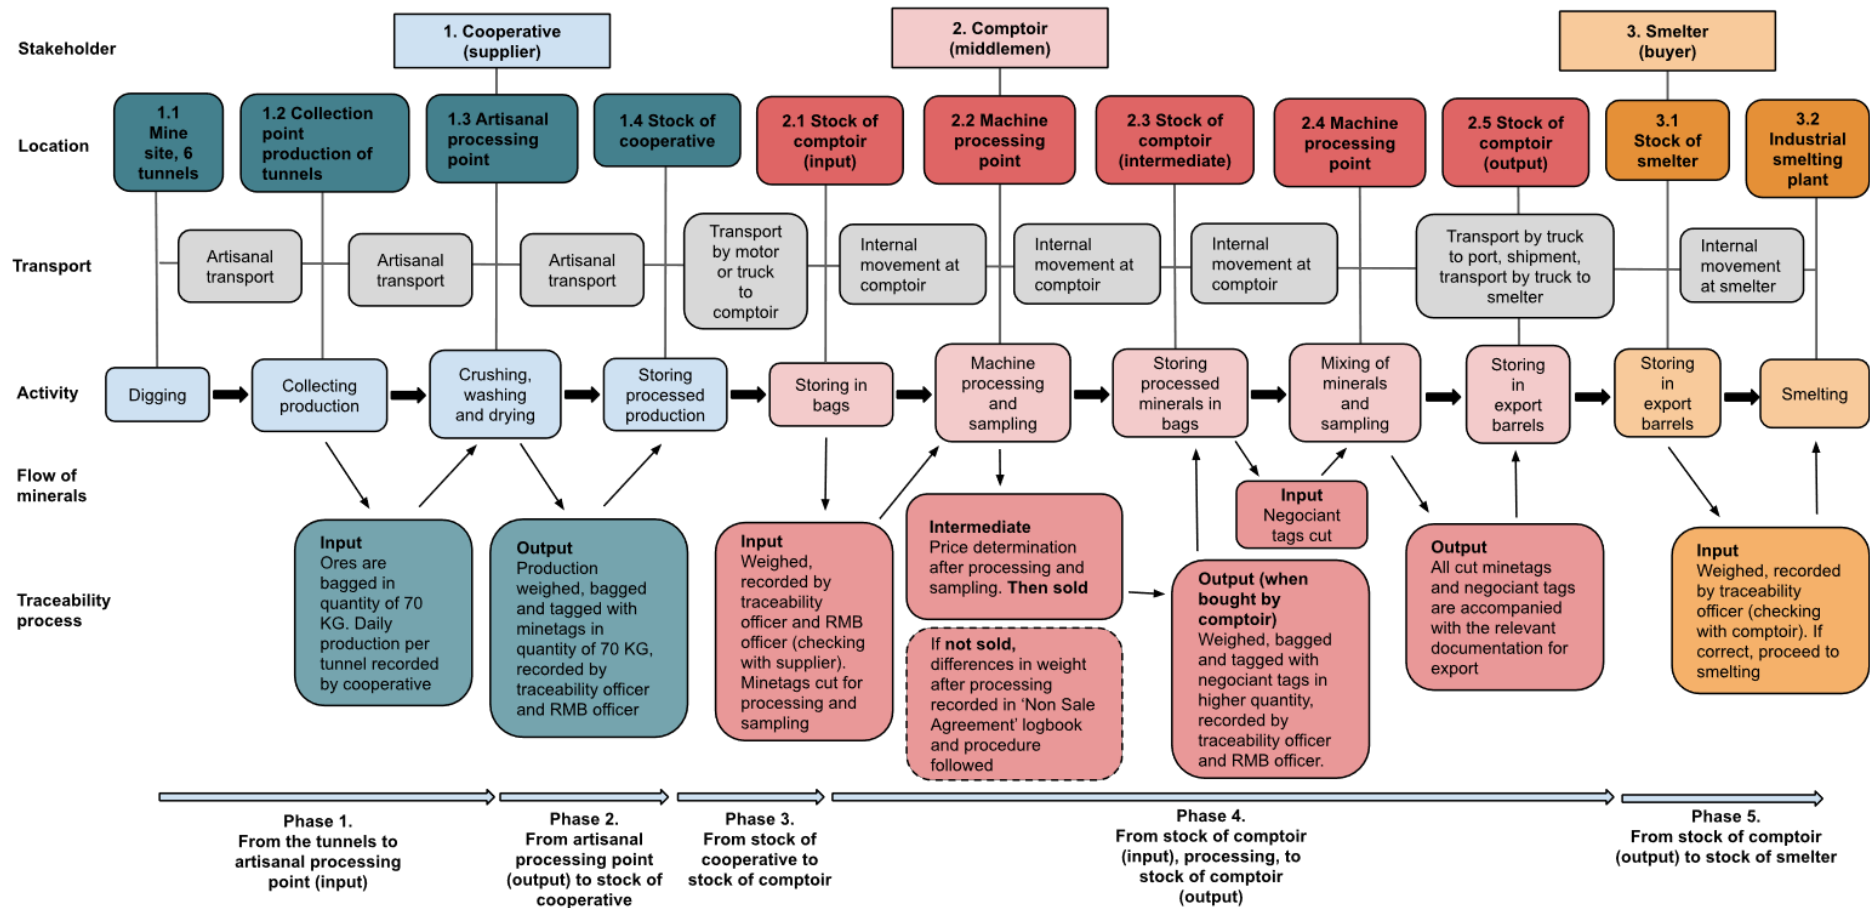 Stakeholder
1. Cooperative
(supplier)
2. Comptoir
(middlemen)
3. Smelter
(buyer)
Location
1.1
Mine
site, 6
tunnels
1.2 Collection
point
production of
tunnels
1.3 Artisanal
processing
point
1.4 Stock of
cooperative
2.1 Stock of
comptoir
(input)
2.2 Machine
processing
point
2.3 Stock of
comptoir
(intermediate)
2.4 Machine
processing
point
2.5 Stock of
comptoir
(output)
3.1
Stock of
smelter
3.2
Industrial
smelting
plant
Transport
Artisanal
transport
Artisanal
transport
Artisanal
transport
Transport
by motor
or truck
to
comptoir
Internal
movement at
comptoir
Internal
movement at
comptoir
Internal
movement at
comptoir
Transport by truck
to port, shipment,
transport by truck to
smelter
Internal
movement
at smelter
Activity
Digging
Collecting
production
Crushing,
washing
and drying
Storing
processed
production
Storing in
bags
Machine
processing
and
sampling
Storing
processed
minerals in
bags
Mixing of
minerals
and
sampling
Storing
in
export
barrels
Storing
in
export
barrels
Smelting
Flow of
minerals
Traceability
process
Input
Ores are
bagged in
quantity of 70
KG. Daily
production per
tunnel recorded
by cooperative
Output
Production
weighed, bagged
and tagged with
minetags in
quantity of 70 KG,
recorded by
traceability officer
and RMB officer
Input
Weighed,
recorded by
traceability
officer and RMB
officer (checking
with supplier).
Minetags cut for
processing and
sampling
Intermediate
Price determination
after processing and
sampling. Then sold
If not sold,
differences in weight
after processing
recorded in ‘Non Sale
Agreement’ logbook
and procedure
followed
Output (when
bought by
comptoir)
Weighed, bagged
and tagged with
negociant tags in
higher quantity,
recorded by
traceability officer
and RMB officer.
Input
Negociant
tags cut
Output
All cut minetags
and negociant tags
are accompanied
with the relevant
documentation for
export
Input
Weighed, recorded
by traceability
officer (checking
with comptoir). If
correct, proceed to
smelting
Phase 1.
From the tunnels to
artisanal processing
point (input)
Phase 2.
From artisanal
processing point
(output) to stock of
cooperative
Phase 3.
From stock of
cooperative to
stock of comptoir
Phase 4.
From stock of comptoir
(input), processing, to
stock of comptoir
(output)
Phase 5.
From stock of comptoir
(output) to stock of smelter